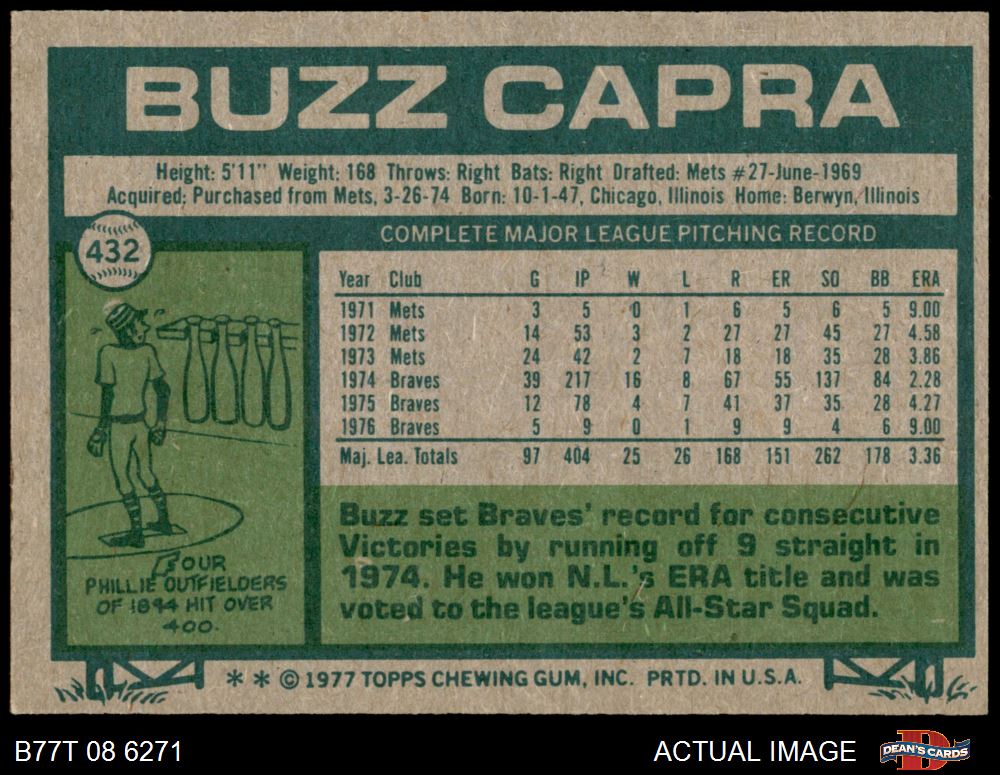 BUZZ CAPRA
Height: 5'11" Weight: 168 Throws: Right Bats: Right Drafted: Mets #27-June-1969
Acquired: Purchased from Mets, 3-26-74 Born: 10-1-47, Chicago, Illinois Home: Berwyn, Illinois
432
COMPLETE MAJOR LEAGUE PITCHING RECORD
Year Club G IP W L R ER SO BB ERA
1971 Mets 3 5 0 1 6 5 6 5 9.00
1972 Mets 14 53 3 2 27 27 45 27 4.58
1973 Mets 24 42 2 7 18 18 35 28 3.86
1974 Braves 39 217 16 8 67 55 137 84 2.28
1975 Braves 12 78 4 7 41 37 35 28 4.27
1976 Braves 5 9 0 1 9 9 4 6 9.00
Maj. Lea. Totals 97 404 25 26 168 151 262 178 3.36
FOUR
PHILLIE OUTFIELDERS
OF 1894 HIT OVER
400.
Buzz set Braves' record for consecutive
Victories by running off 9 straight in
1974. He won N.L.'s ERA title and was
voted to the league's All-Star Squad.
* * © 1977 TOPPS CHEWING GUM, INC. PRTD. IN U.S.A.
B77T 08 6271
ACTUAL IMAGE
D
DEAN'S CARDS